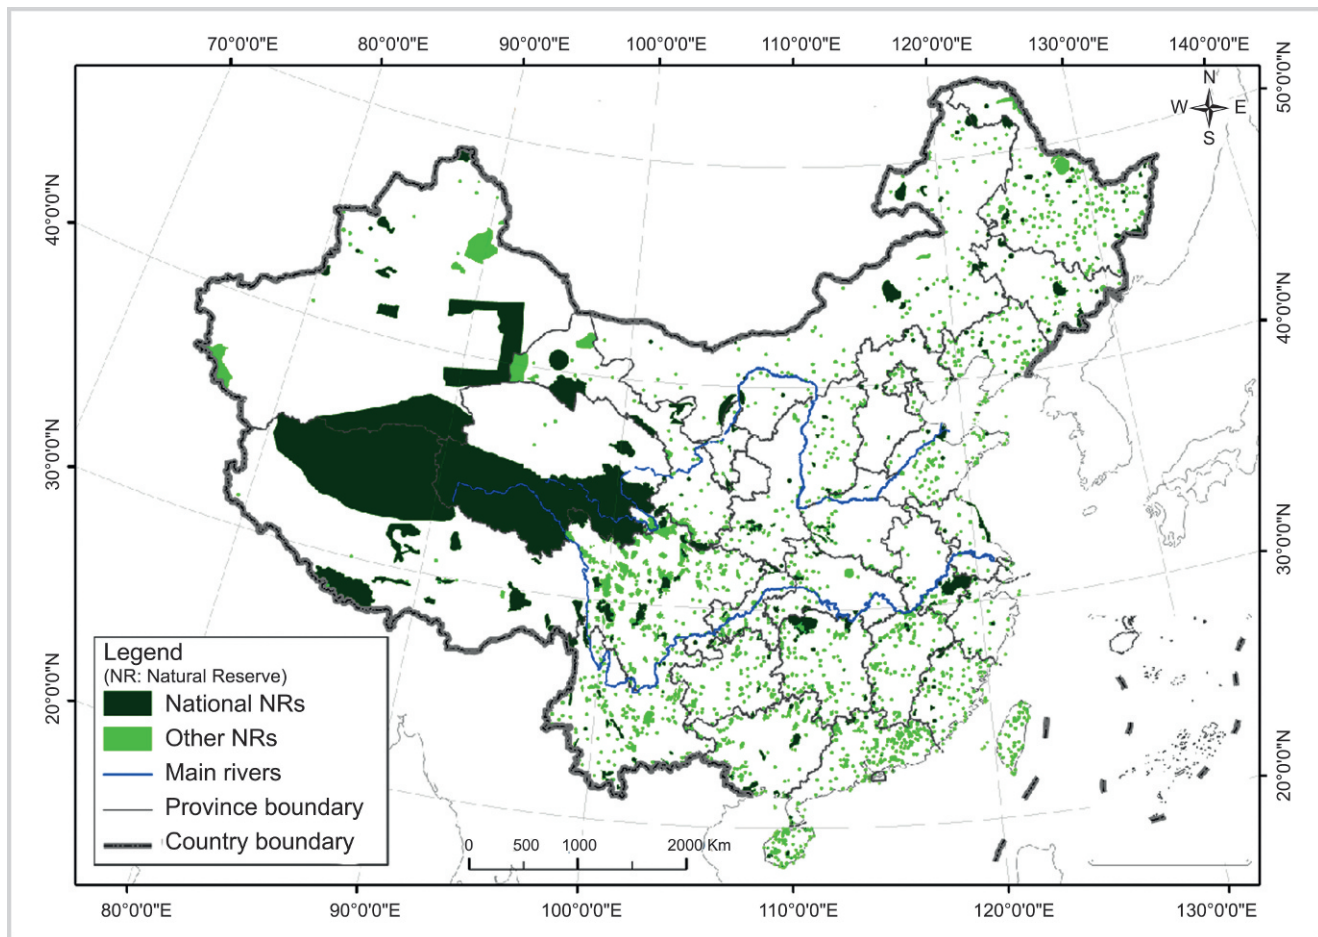 70°0'0"E 80°0'0"E 90°0'0"E 100°0'0"E 110°0'0"E 120°0'0"E 130°0'0"E 140°0'0"E
50°0'0"N
N
W E
S
40°0'0"N
40°0'0"N
30°0'0"N
30°0'0"N
20°0'0"N
20°0'0"N
Legend
(NR: Natural Reserve)
National NRs
Other NRs
Main rivers
Province boundary
Country boundary
0 500 1000 2000 Km
80°0'0"E 90°0'0"E 100°0'0"E 110°0'0"E 120°0'0"E 130°0'0"E